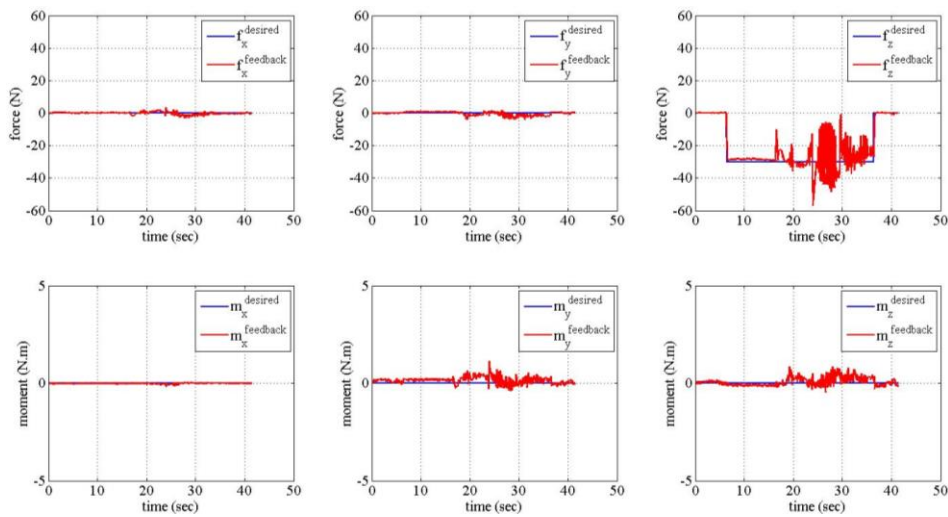 60
40
20
0
-20
-40
-60
force (N)
0 10 20 30 40 50
time (sec)
f_x^desired
f_x^feedback
60
40
20
0
-20
-40
-60
force (N)
0 10 20 30 40 50
time (sec)
f_y^desired
f_y^feedback
60
40
20
0
-20
-40
-60
force (N)
0 10 20 30 40 50
time (sec)
f_z^desired
f_z^feedback
5
0
-5
moment (N.m)
0 10 20 30 40 50
time (sec)
m_x^desired
m_x^feedback
5
0
-5
moment (N.m)
0 10 20 30 40 50
time (sec)
m_y^desired
m_y^feedback
5
0
-5
moment (N.m)
0 10 20 30 40 50
time (sec)
m_z^desired
m_z^feedback